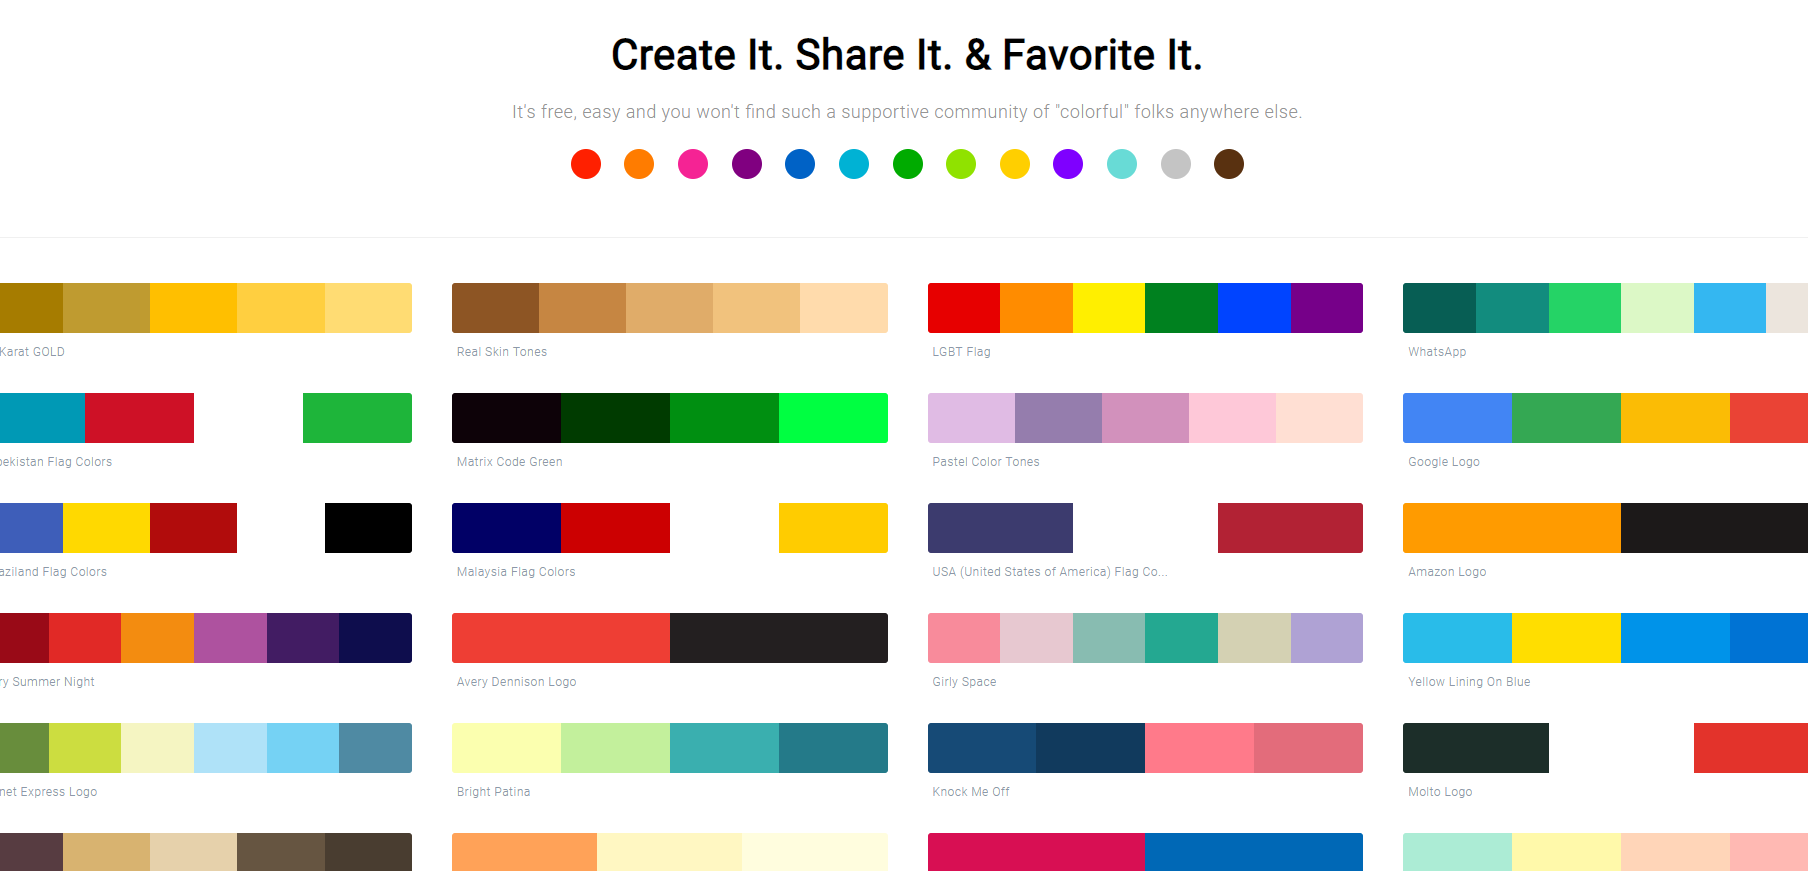 Create It. Share It. & Favorite It.
It's free, easy and you won't find such a supportive community of "colorful" folks anywhere else.
Karat GOLD
Real Skin Tones
LGBT Flag
WhatsApp
ekistan Flag Colors
Matrix Code Green
Pastel Color Tones
Google Logo
aziland Flag Colors
Malaysia Flag Colors
USA (United States of America) Flag Co...
Amazon Logo
ry Summer Night
Avery Dennison Logo
Girly Space
Yellow Lining On Blue
net Express Logo
Bright Patina
Knock Me Off
Molto Logo